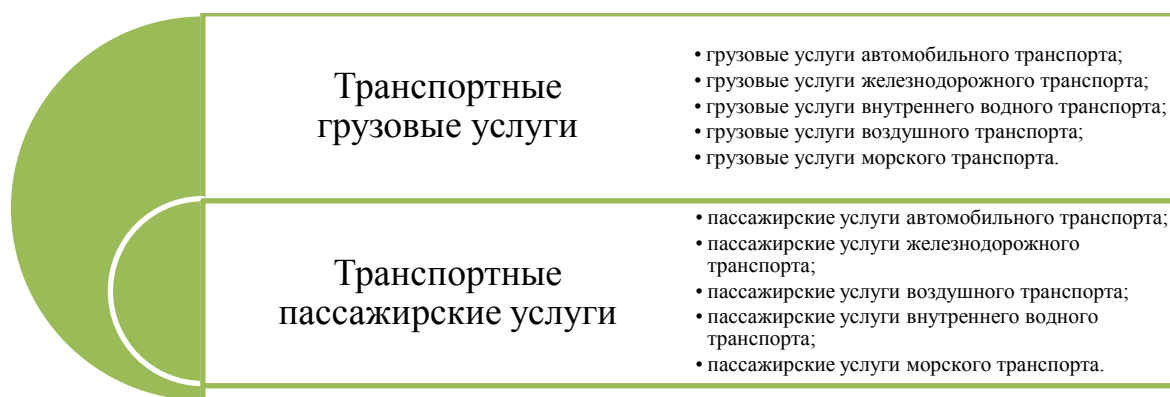 Транспортные
грузовые услуги
• грузовые услуги автомобильного транспорта;
• грузовые услуги железнодорожного транспорта;
• грузовые услуги внутреннего водного транспорта;
• грузовые услуги воздушного транспорта;
• грузовые услуги морского транспорта.
Транспортные
пассажирские услуги
• пассажирские услуги автомобильного транспорта;
• пассажирские услуги железнодорожного
транспорта;
• пассажирские услуги воздушного транспорта;
• пассажирские услуги внутреннего водного
транспорта;
• пассажирские услуги морского транспорта.